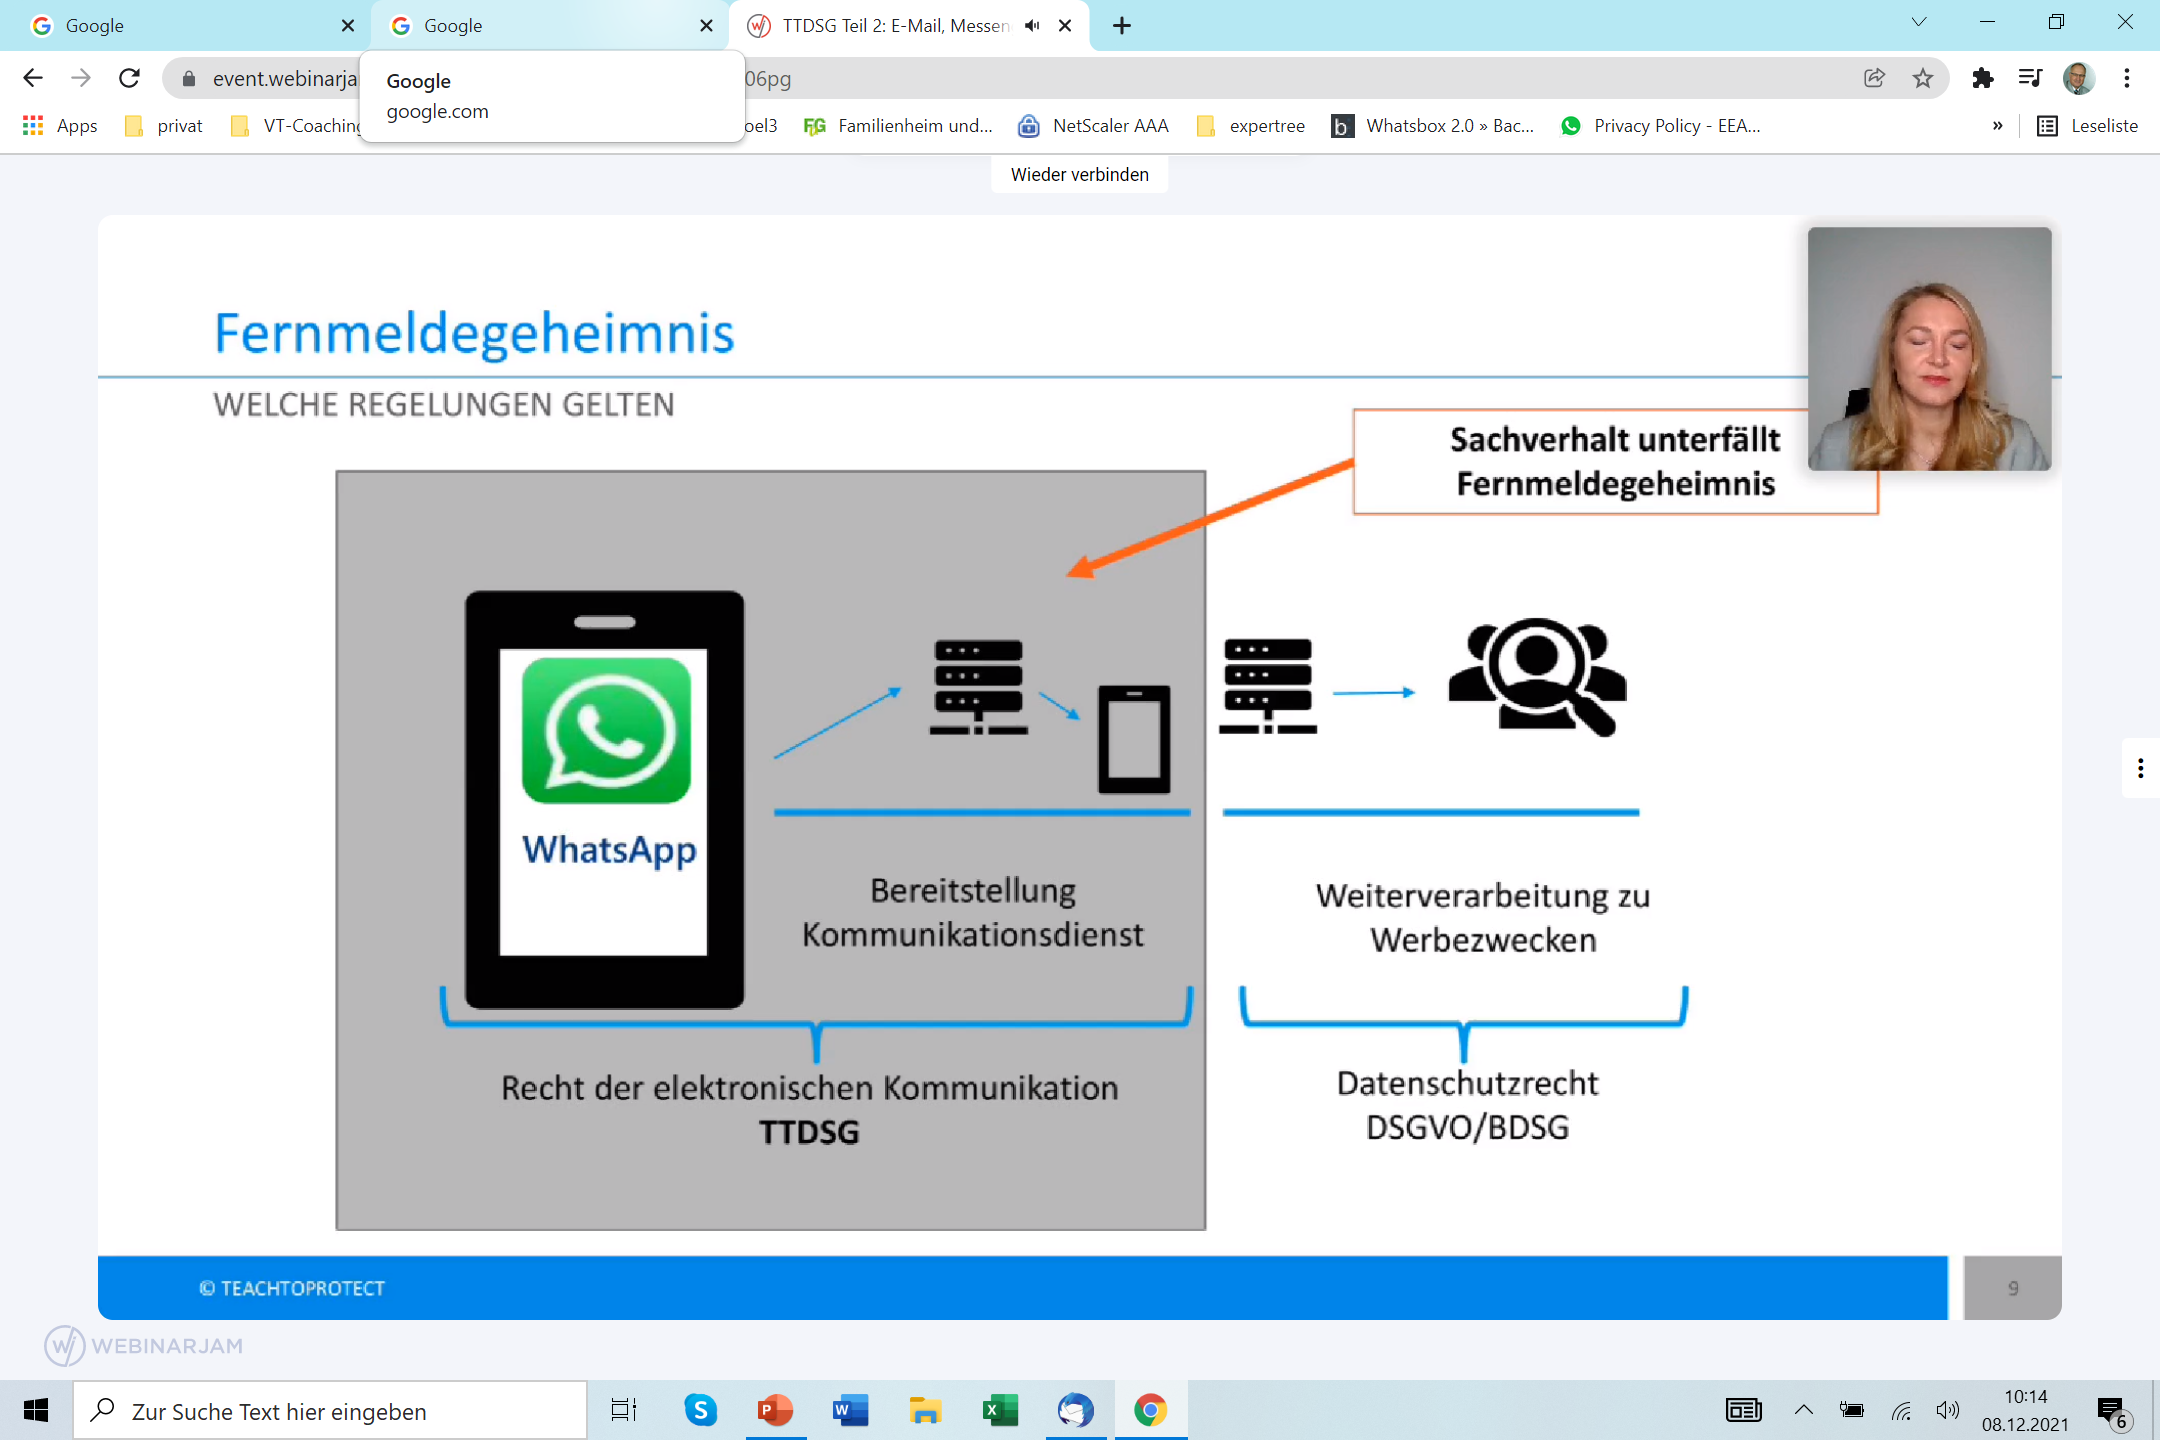 Google
Google
TTDSG Teil 2: E-Mail, Messen
event.webinarja
06pg
Google
google.com
Apps
privat
VT-Coaching
oel3
FG
Familienheim und...
NetScaler AAA
expertree
b
Whatsbox 2.0 » Bac...
Privacy Policy - EEA...
»
Leseliste
Wieder verbinden
Fernmeldegeheimnis
WELCHE REGELUNGEN GELTEN
Sachverhalt unterfällt
Fernmeldegeheimnis
WhatsApp
Bereitstellung
Kommunikationsdienst
Weiterverarbeitung zu
Werbezwecken
Recht der elektronischen Kommunikation
TTDSG
Datenschutzrecht
DSGVO/BDSG
© TEACHTOPROTECT
9
WEBINARJAM
Zur Suche Text hier eingeben
10:14
08.12.2021
6